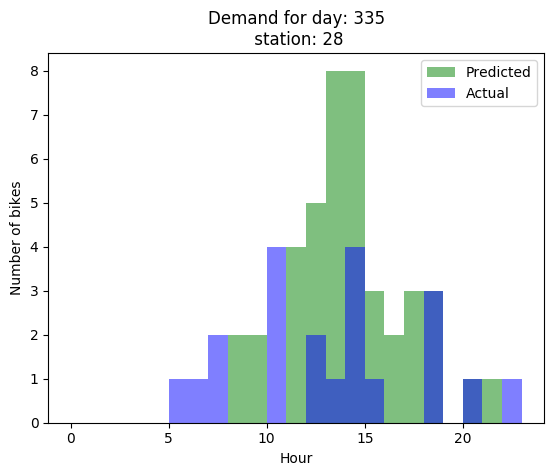 Demand for day: 335
station: 28
Predicted
Actual
8
7
6
5
4
3
2
1
0
Number of bikes
0 5 10 15 20
Hour